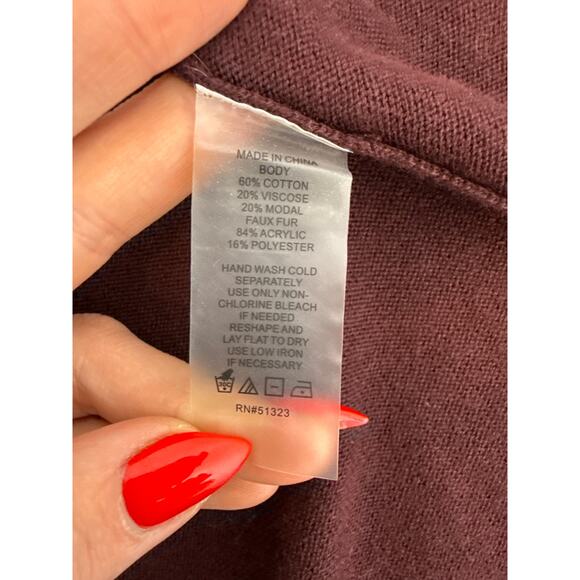 MADE IN CHINA
BODY
60% COTTON
20% VISCOSE
20% MODAL
FAUX FUR
84% ACRYLIC
16% POLYESTER
HAND WASH COLD
SEPARATELY
USE ONLY NON-
CHLORINE BLEACH
IF NEEDED
RESHAPE AND
LAY FLAT TO DRY
USE LOW IRON
IF NECESSARY
RN#51323